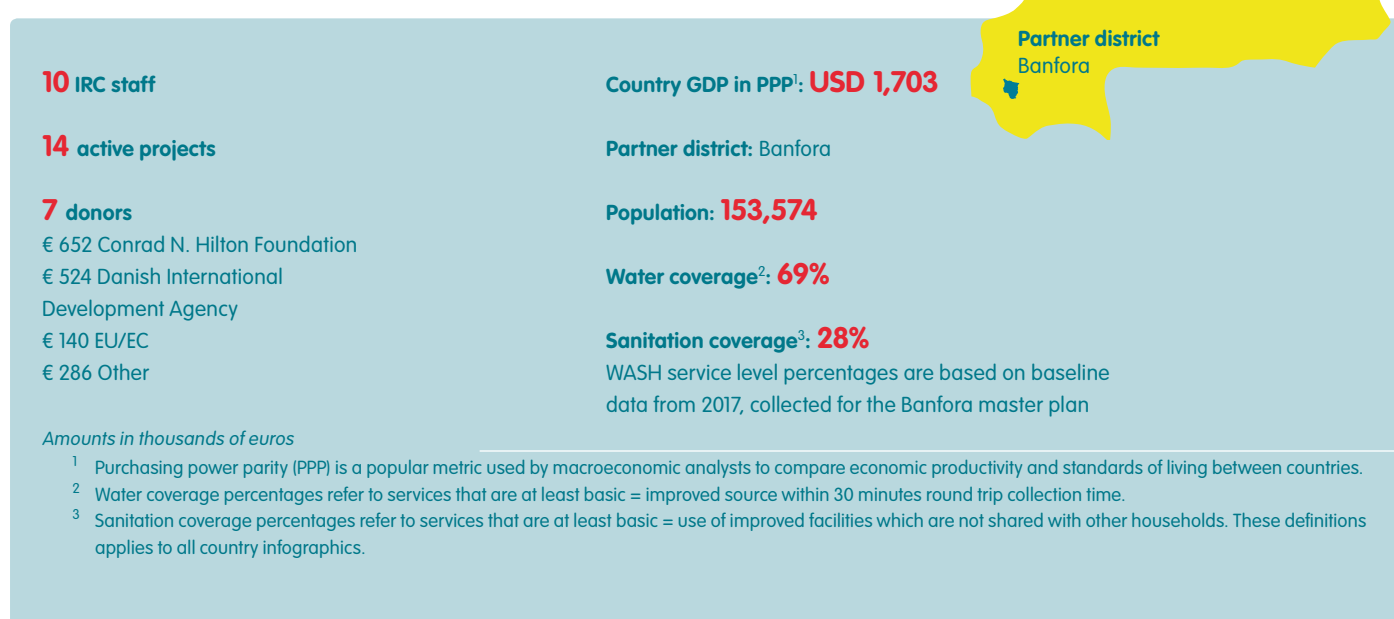 Partner district
Banfora
10 IRC staff
14 active projects
7 donors
€ 652 Conrad N. Hilton Foundation
€ 524 Danish International
Development Agency
€ 140 EU/EC
€ 286 Other
Amounts in thousands of euros
Country GDP in PPP¹: USD 1,703
Partner district: Banfora
Population: 153,574
Water coverage²: 69%
Sanitation coverage³: 28%
WASH service level percentages are based on baseline
data from 2017, collected for the Banfora master plan
¹ Purchasing power parity (PPP) is a popular metric used by macroeconomic analysts to compare economic productivity and standards of living between countries.
² Water coverage percentages refer to services that are at least basic = improved source within 30 minutes round trip collection time.
³ Sanitation coverage percentages refer to services that are at least basic = use of improved facilities which are not shared with other households. These definitions
applies to all country infographics.